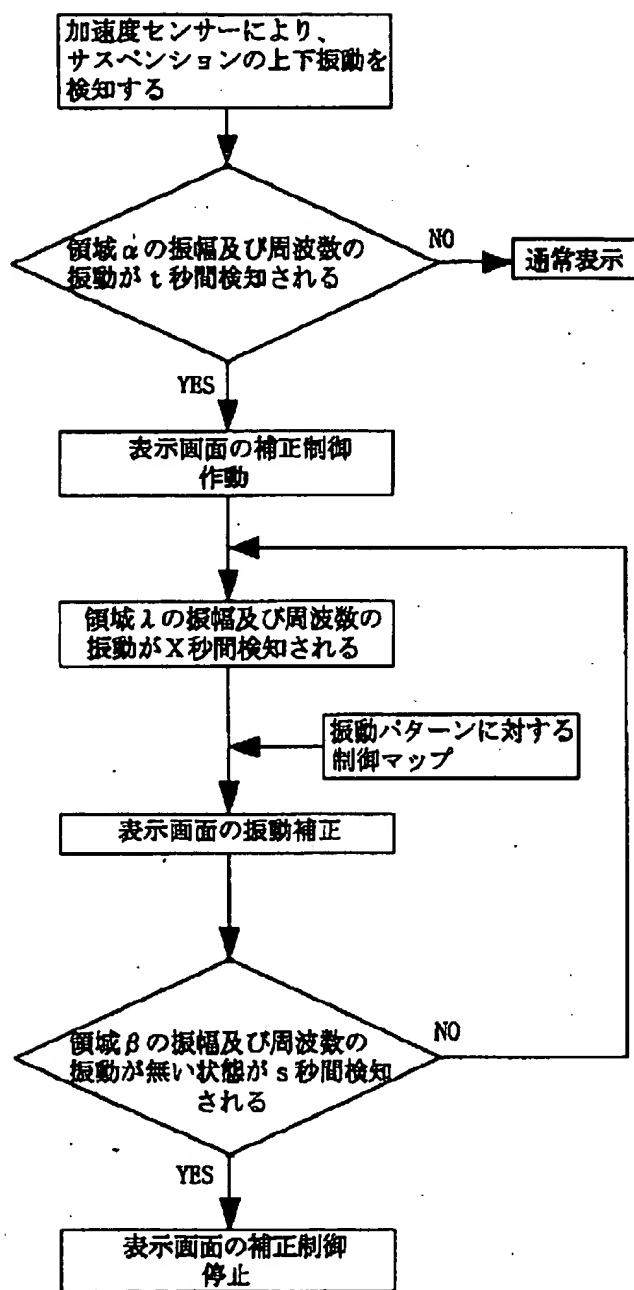 加速度センサーにより、
サスペンションの上下振動を
検知する
領域αの振幅及び周波数の
振動がt秒間検知される
NO
通常表示
YES
表示画面の補正制御
作動
領域λの振幅及び周波数の
振動がX秒間検知される
振動パターンに対する
制御マップ
表示画面の振動補正
領域βの振幅及び周波数の
振動が無い状態がs秒間検知
される
NO
YES
表示画面の補正制御
停止